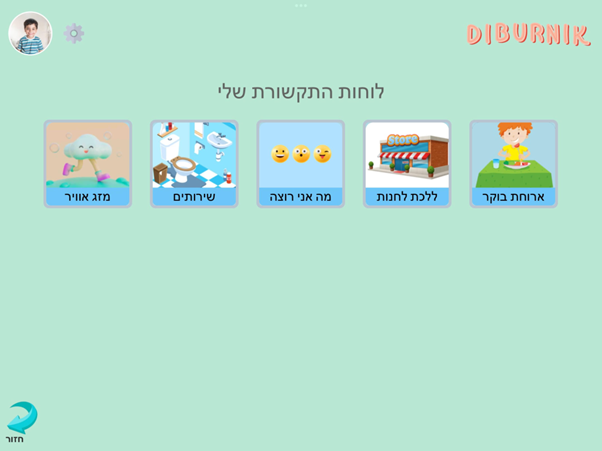 DIBURNIK
לוחות התקשורת שלי
Store
ארוחת בוקר
ללכת לחנות
מה אני רוצה
שירותים
מזג אוויר
חזור